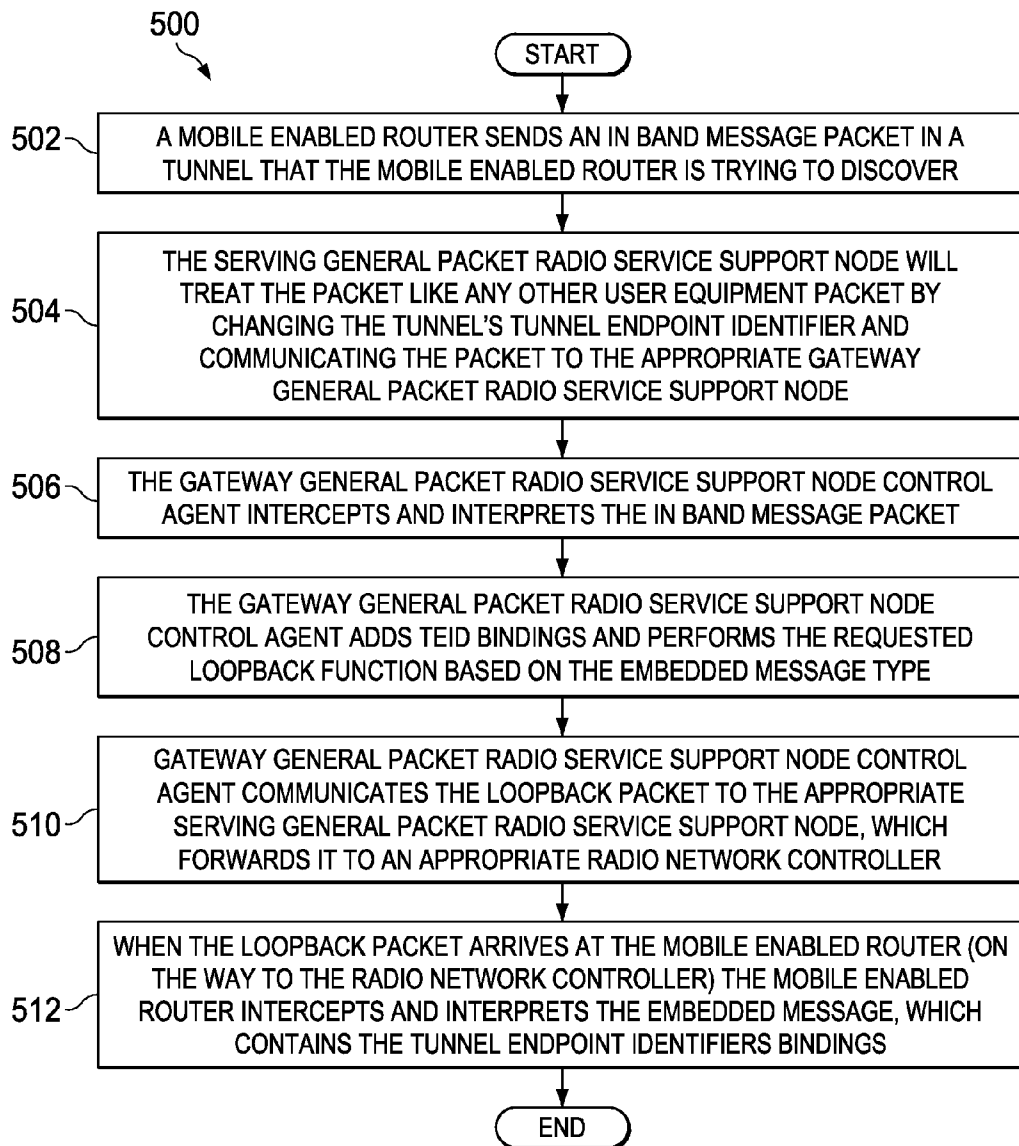 500
START
502
A MOBILE ENABLED ROUTER SENDS AN IN BAND MESSAGE PACKET IN A
TUNNEL THAT THE MOBILE ENABLED ROUTER IS TRYING TO DISCOVER
504
THE SERVING GENERAL PACKET RADIO SERVICE SUPPORT NODE WILL
TREAT THE PACKET LIKE ANY OTHER USER EQUIPMENT PACKET BY
CHANGING THE TUNNEL'S TUNNEL ENDPOINT IDENTIFIER AND
COMMUNICATING THE PACKET TO THE APPROPRIATE GATEWAY
GENERAL PACKET RADIO SERVICE SUPPORT NODE
506
THE GATEWAY GENERAL PACKET RADIO SERVICE SUPPORT NODE CONTROL
AGENT INTERCEPTS AND INTERPRETS THE IN BAND MESSAGE PACKET
508
THE GATEWAY GENERAL PACKET RADIO SERVICE SUPPORT NODE
CONTROL AGENT ADDS TEID BINDINGS AND PERFORMS THE REQUESTED
LOOPBACK FUNCTION BASED ON THE EMBEDDED MESSAGE TYPE
510
GATEWAY GENERAL PACKET RADIO SERVICE SUPPORT NODE CONTROL
AGENT COMMUNICATES THE LOOPBACK PACKET TO THE APPROPRIATE
SERVING GENERAL PACKET RADIO SERVICE SUPPORT NODE, WHICH
FORWARDS IT TO AN APPROPRIATE RADIO NETWORK CONTROLLER
512
WHEN THE LOOPBACK PACKET ARRIVES AT THE MOBILE ENABLED ROUTER (ON
THE WAY TO THE RADIO NETWORK CONTROLLER) THE MOBILE ENABLED
ROUTER INTERCEPTS AND INTERPRETS THE EMBEDDED MESSAGE, WHICH
CONTAINS THE TUNNEL ENDPOINT IDENTIFIERS BINDINGS
END